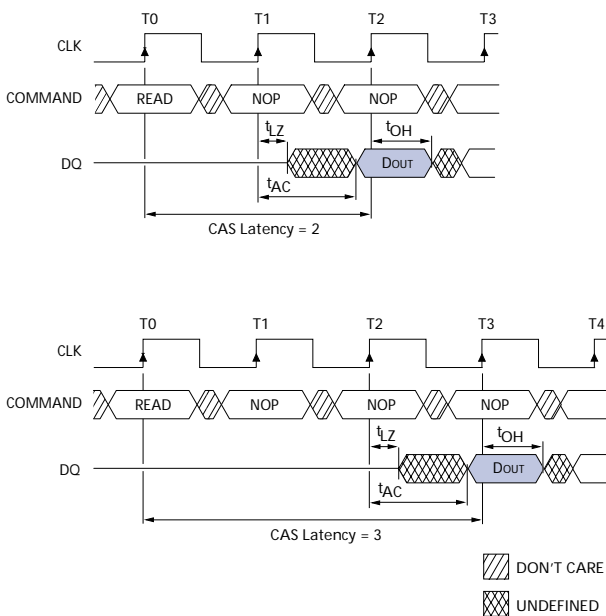 T0 T1 T2 T3
CLK
COMMAND READ NOP NOP
tLZ tOH
DQ DOUT
tAC
CAS Latency = 2
T0 T1 T2 T3 T4
CLK
COMMAND READ NOP NOP NOP
tLZ tOH
DQ DOUT
tAC
CAS Latency = 3
DON'T CARE
UNDEFINED